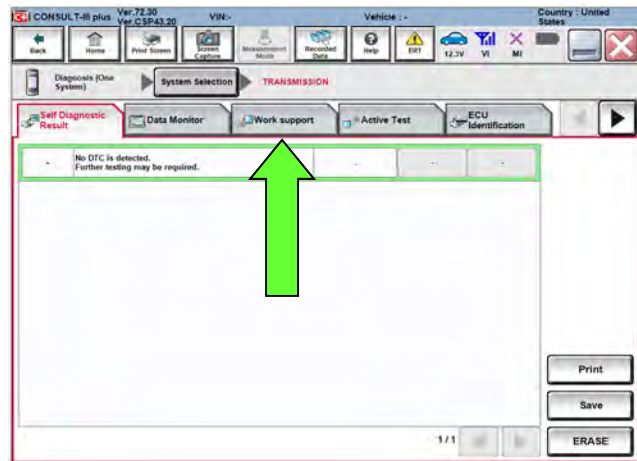 CONSULT-III plus Ver.72.30 Ver.CSP43.20 VIN:- Vehicle : - Country : United States
Back Home Print Screen Screen Capture Measurement Mode Recorded Data Help ERT 12.3V VI MI
Diagnosis (One System) System Selection TRANSMISSION
Self Diagnostic Result Data Monitor Work support Active Test ECU Identification
- No DTC is detected. - - -
Further testing may be required.
Print
Save
1/1 ERASE